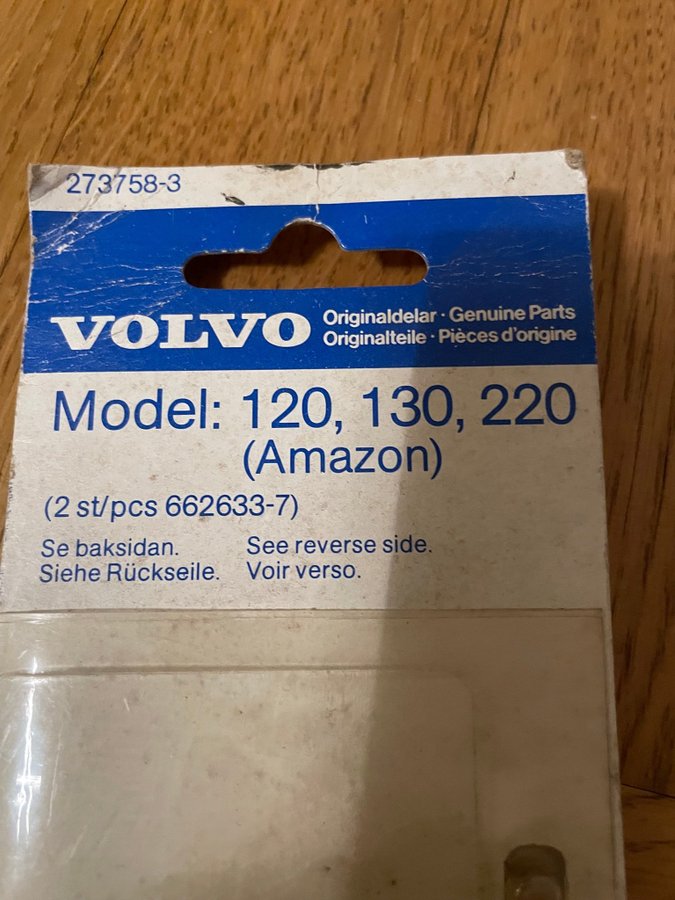 273758-3
VOLVO
Originaldelar · Genuine Parts
Originalteile · Pièces d'origine
Model: 120, 130, 220
(Amazon)
(2 st/pcs 662633-7)
Se baksidan. See reverse side.
Siehe Rückseile. Voir verso.